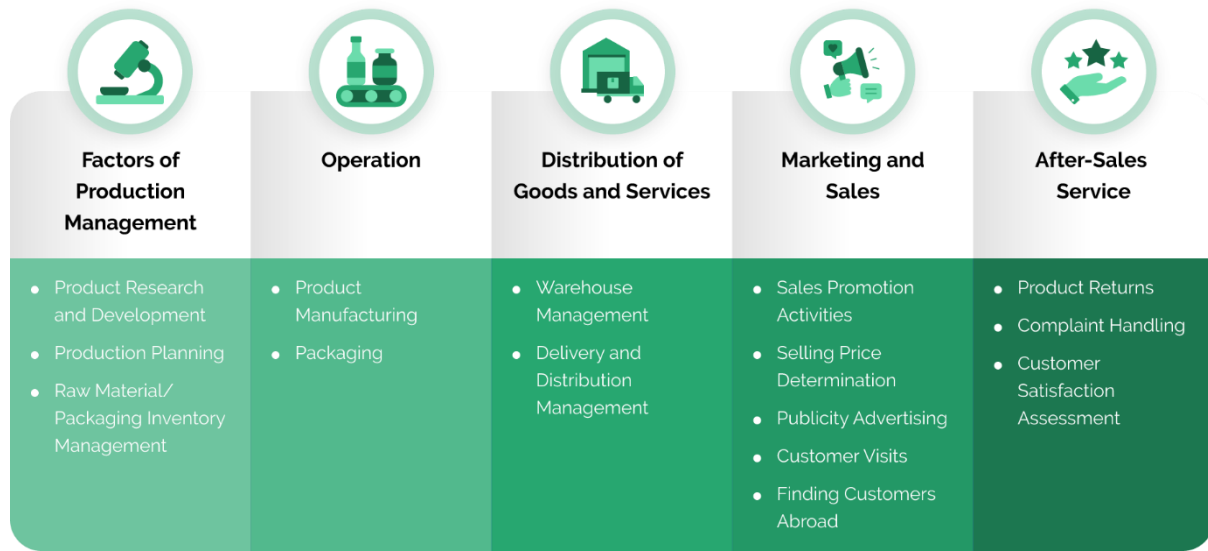 Factors of
Production
Management
Operation
Distribution of
Goods and Services
Marketing and
Sales
After-Sales
Service
Product Research
and Development
Production Planning
Raw Material/
Packaging Inventory
Management
Product
Manufacturing
Packaging
Warehouse
Management
Delivery and
Distribution
Management
Sales Promotion
Activities
Selling Price
Determination
Publicity Advertising
Customer Visits
Finding Customers
Abroad
Product Returns
Complaint Handling
Customer
Satisfaction
Assessment